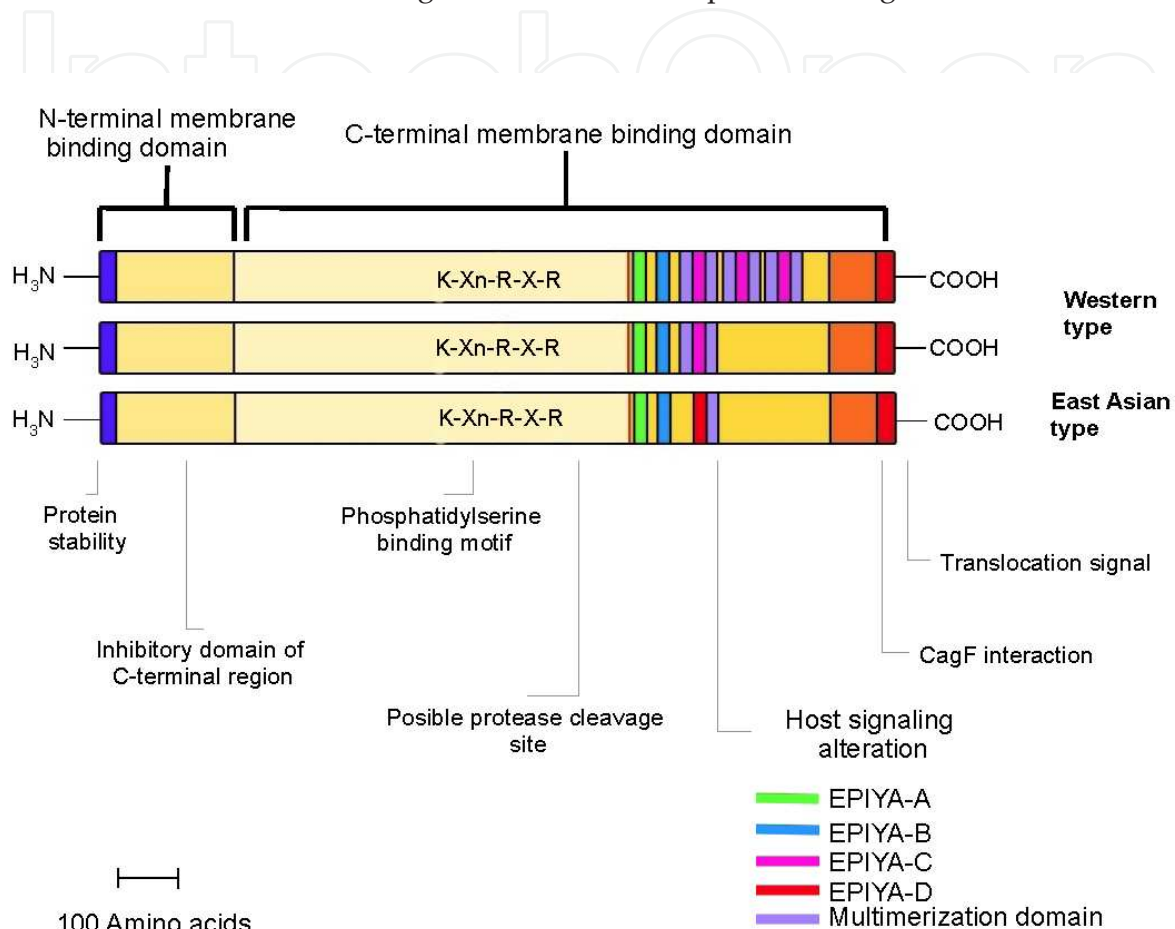 IntechOpen
N-terminal membrane
binding domain
C-terminal membrane binding domain
H3N
K-Xn-R-X-R
COOH
Western
type
H3N
K-Xn-R-X-R
COOH
H3N
K-Xn-R-X-R
COOH
East Asian
type
Protein
stability
Phosphatidylserine
binding motif
Translocation signal
Inhibitory domain of
C-terminal region
CagF interaction
Posible protease cleavage
site
Host signaling
alteration
EPIYA-A
EPIYA-B
EPIYA-C
EPIYA-D
Multimerization domain
100 Amino acids